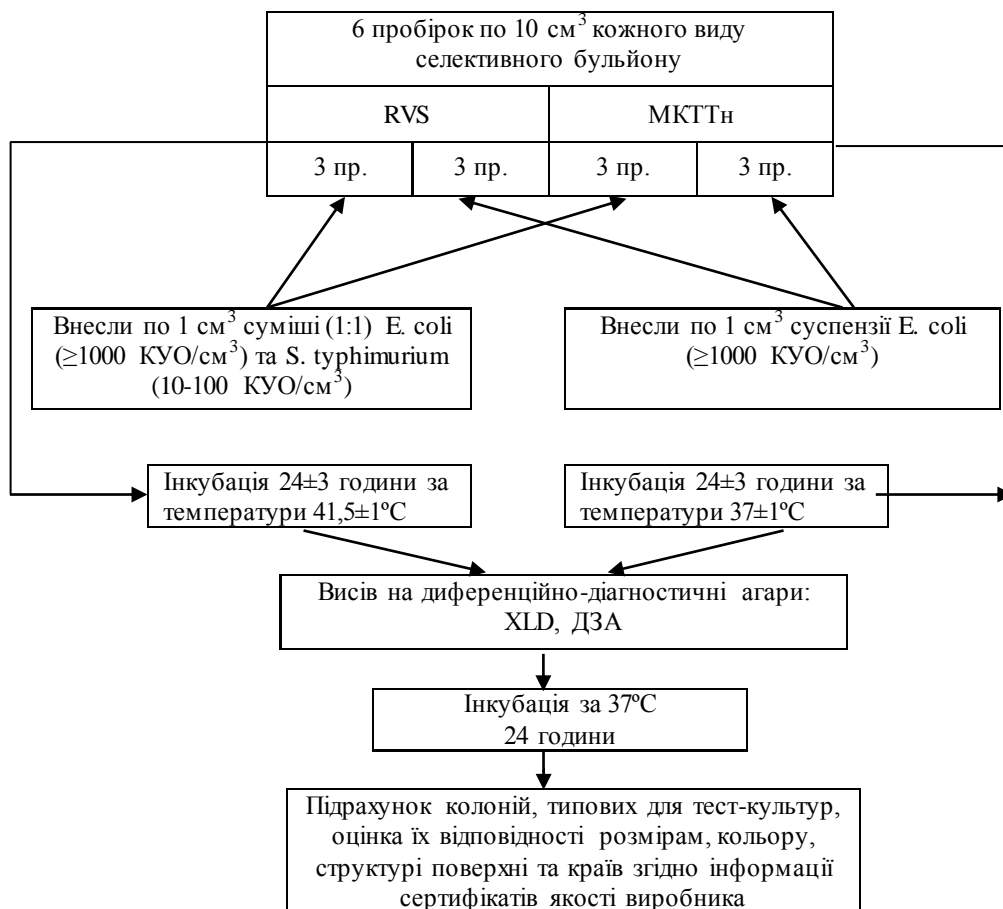 6 пробірок по 10 см³ кожного виду
селективного бульйону
RVS МКТТн
3 пр. 3 пр. 3 пр. 3 пр.
Внесли по 1 см³ суміші (1:1) E. coli
(≥1000 КУО/см³) та S. typhimurium
(10-100 КУО/см³)
Внесли по 1 см³ суспензії E. coli
(≥1000 КУО/см³)
Інкубація 24±3 години за
температури 41,5±1ºС
Інкубація 24±3 години за
температури 37±1ºС
Висів на диференційно-діагностичні агари:
XLD, ДЗА
Інкубація за 37ºС
24 години
Підрахунок колоній, типових для тест-культур,
оцінка їх відповідності розмірам, кольору,
структурі поверхні та країв згідно інформації
сертифікатів якості виробника